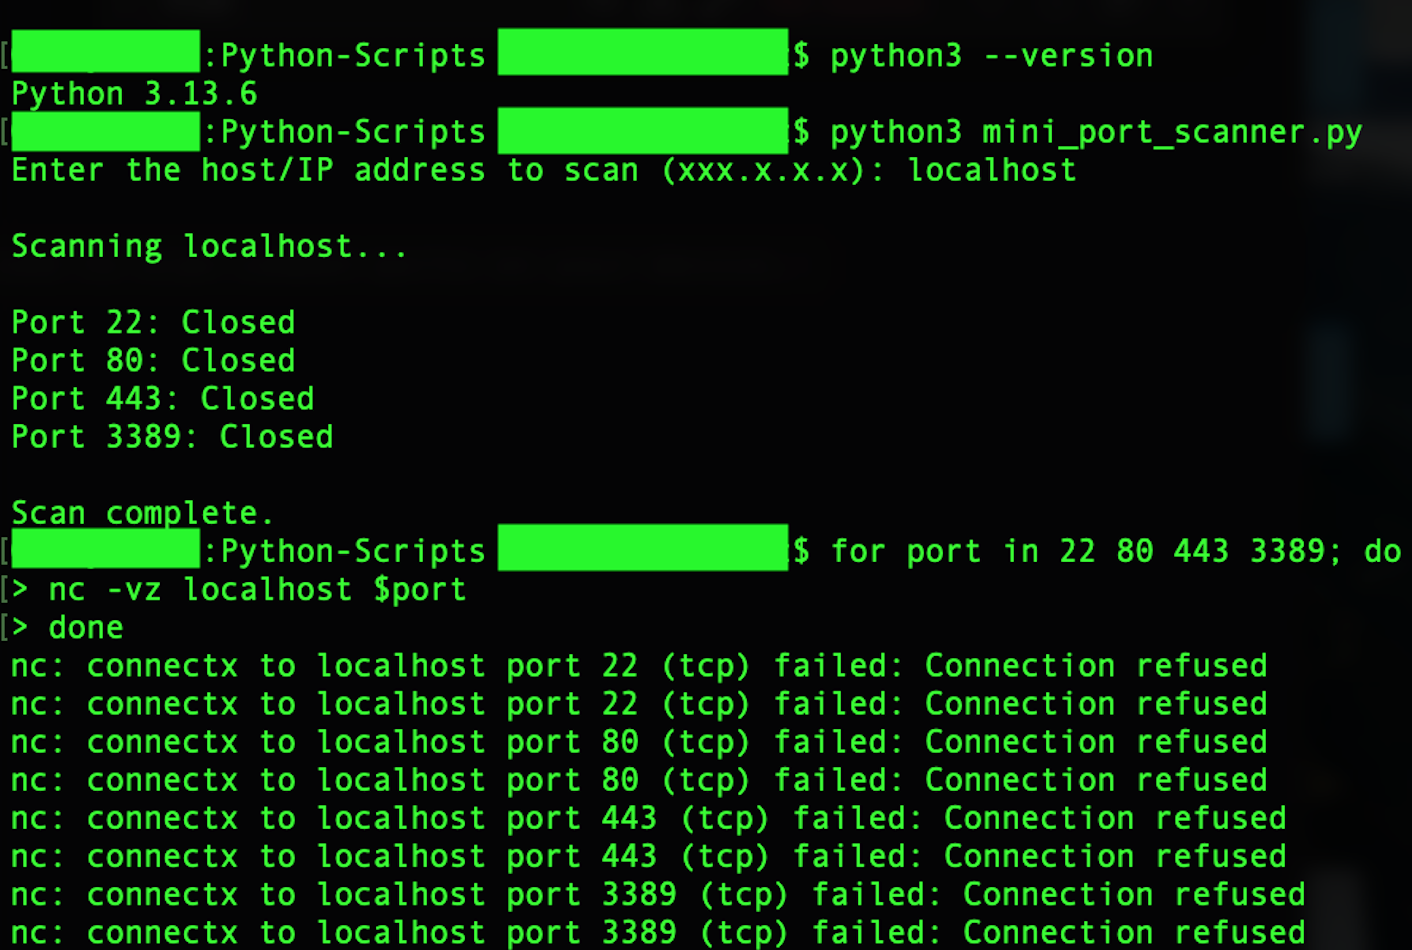 [:Python-Scripts $ python3 --version
Python 3.13.6
[:Python-Scripts $ python3 mini_port_scanner.py
Enter the host/IP address to scan (xxx.x.x.x): localhost
Scanning localhost...
Port 22: Closed
Port 80: Closed
Port 443: Closed
Port 3389: Closed
Scan complete.
[:Python-Scripts $ for port in 22 80 443 3389; do
[> nc -vz localhost $port
[> done
nc: connectx to localhost port 22 (tcp) failed: Connection refused
nc: connectx to localhost port 22 (tcp) failed: Connection refused
nc: connectx to localhost port 80 (tcp) failed: Connection refused
nc: connectx to localhost port 80 (tcp) failed: Connection refused
nc: connectx to localhost port 443 (tcp) failed: Connection refused
nc: connectx to localhost port 443 (tcp) failed: Connection refused
nc: connectx to localhost port 3389 (tcp) failed: Connection refused
nc: connectx to localhost port 3389 (tcp) failed: Connection refused